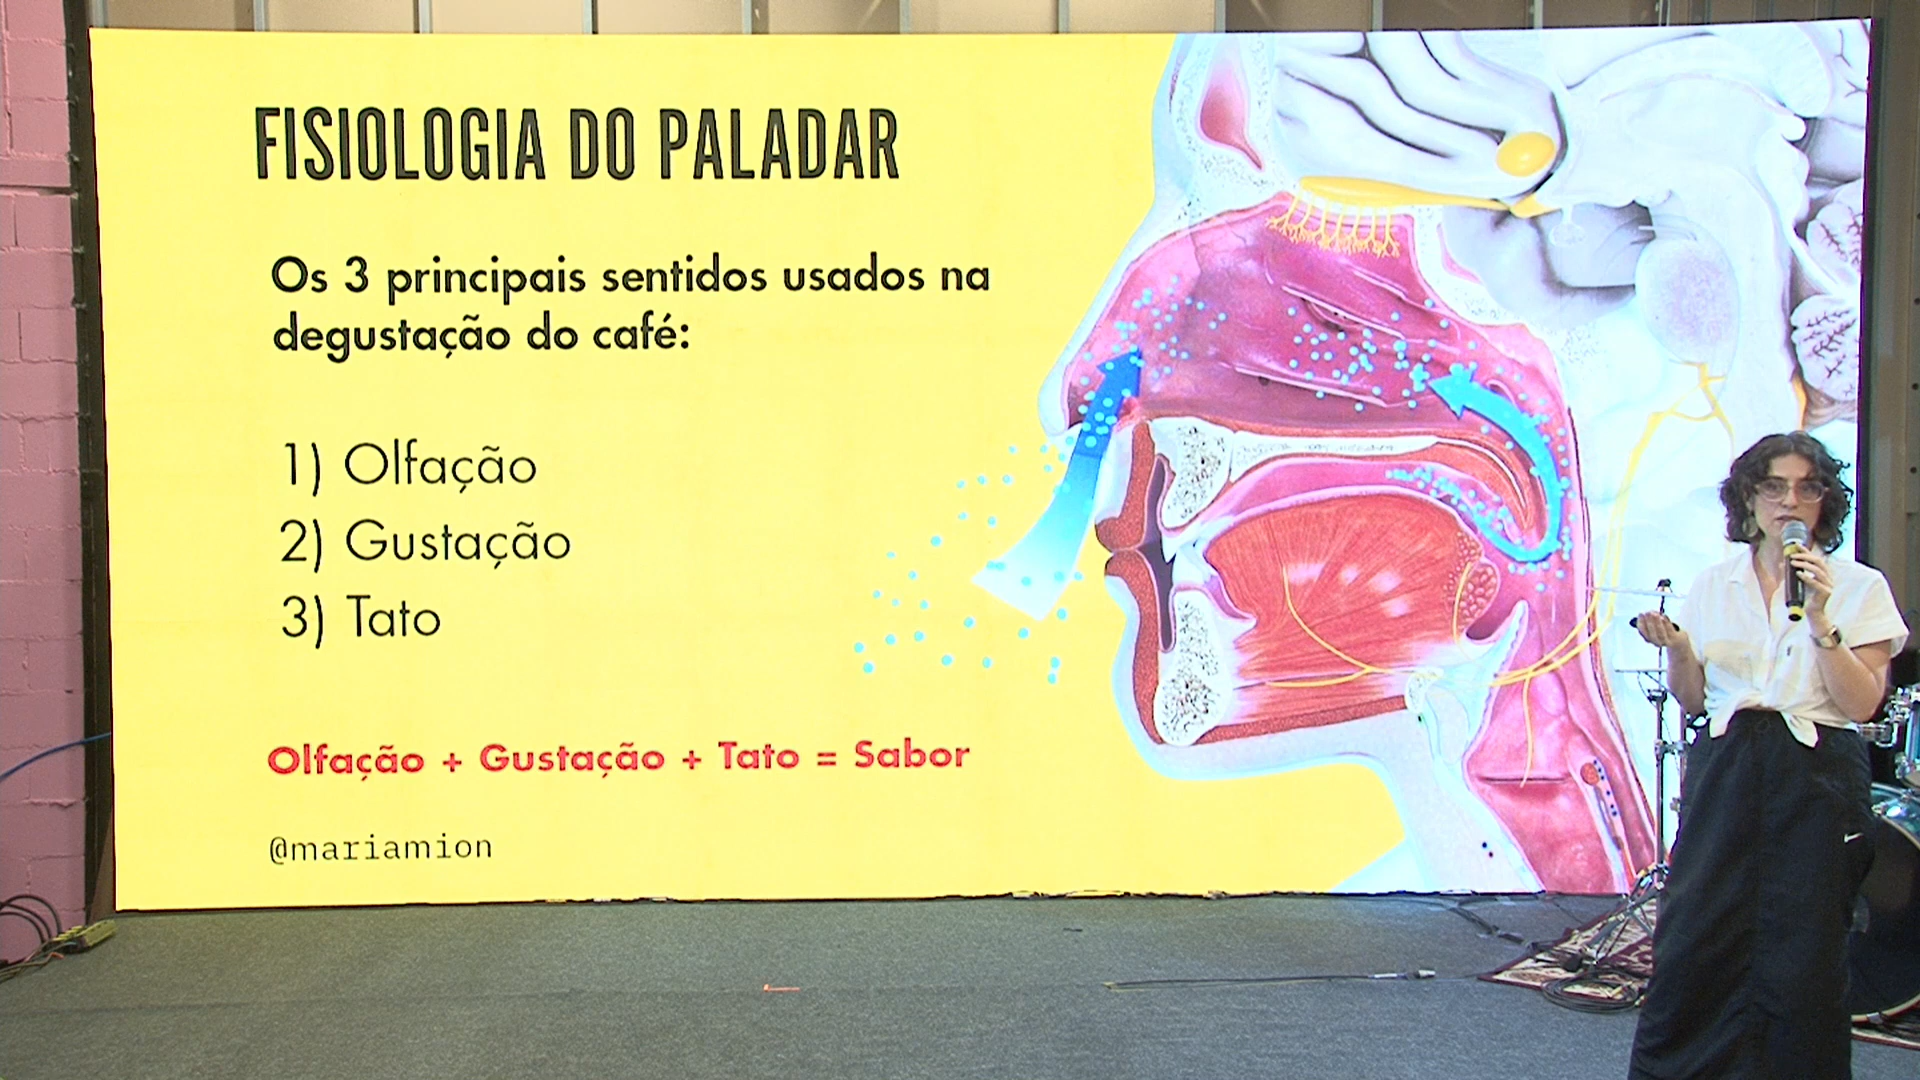 FISIOLOGIA DO PALADAR
Os 3 principais sentidos usados na
degustação do café:
1) Olfação
2) Gustação
3) Tato
Olfação + Gustação + Tato = Sabor
@mariamion